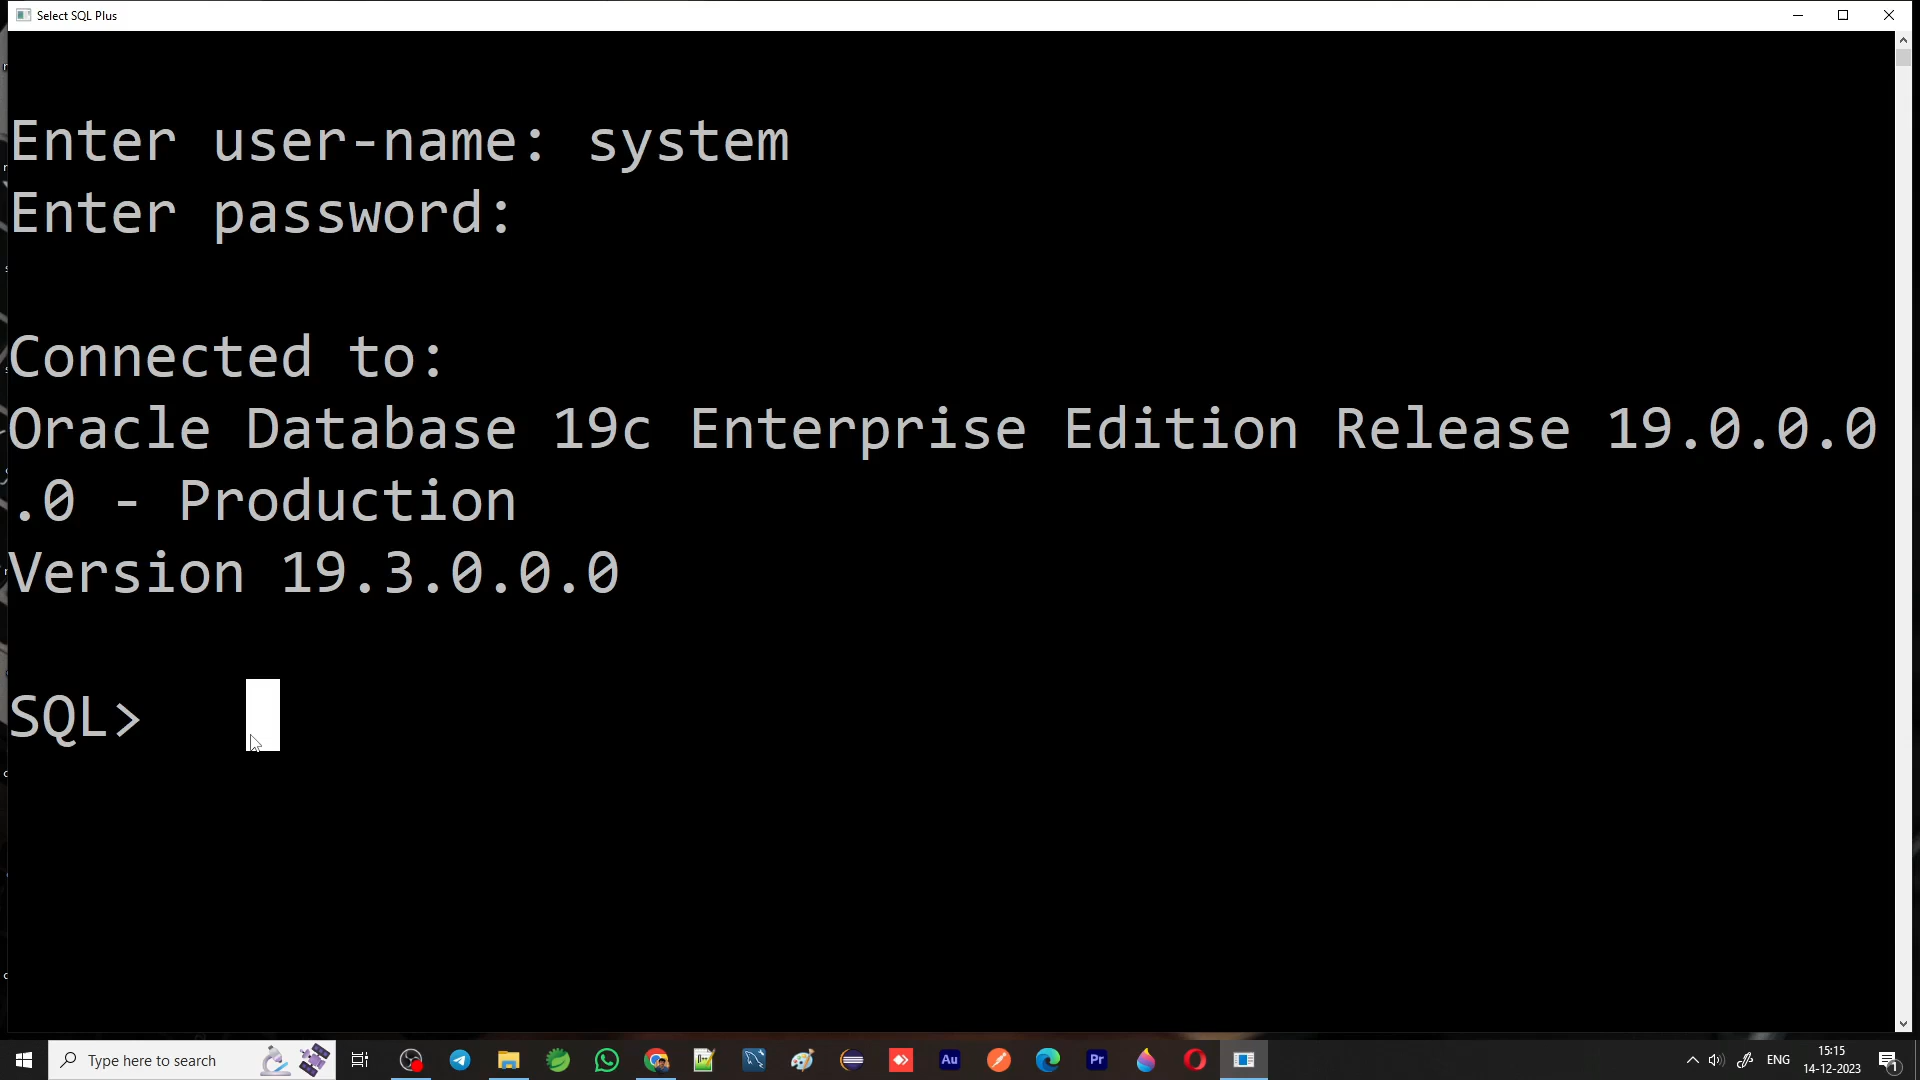 Select SQL Plus
Enter user-name: system
Enter password:
Connected to:
Oracle Database 19c Enterprise Edition Release 19.0.0.0
.0 - Production
Version 19.3.0.0.0
SQL>
Type here to search
Au
Pr
ENG
15:15
14-12-2023
1